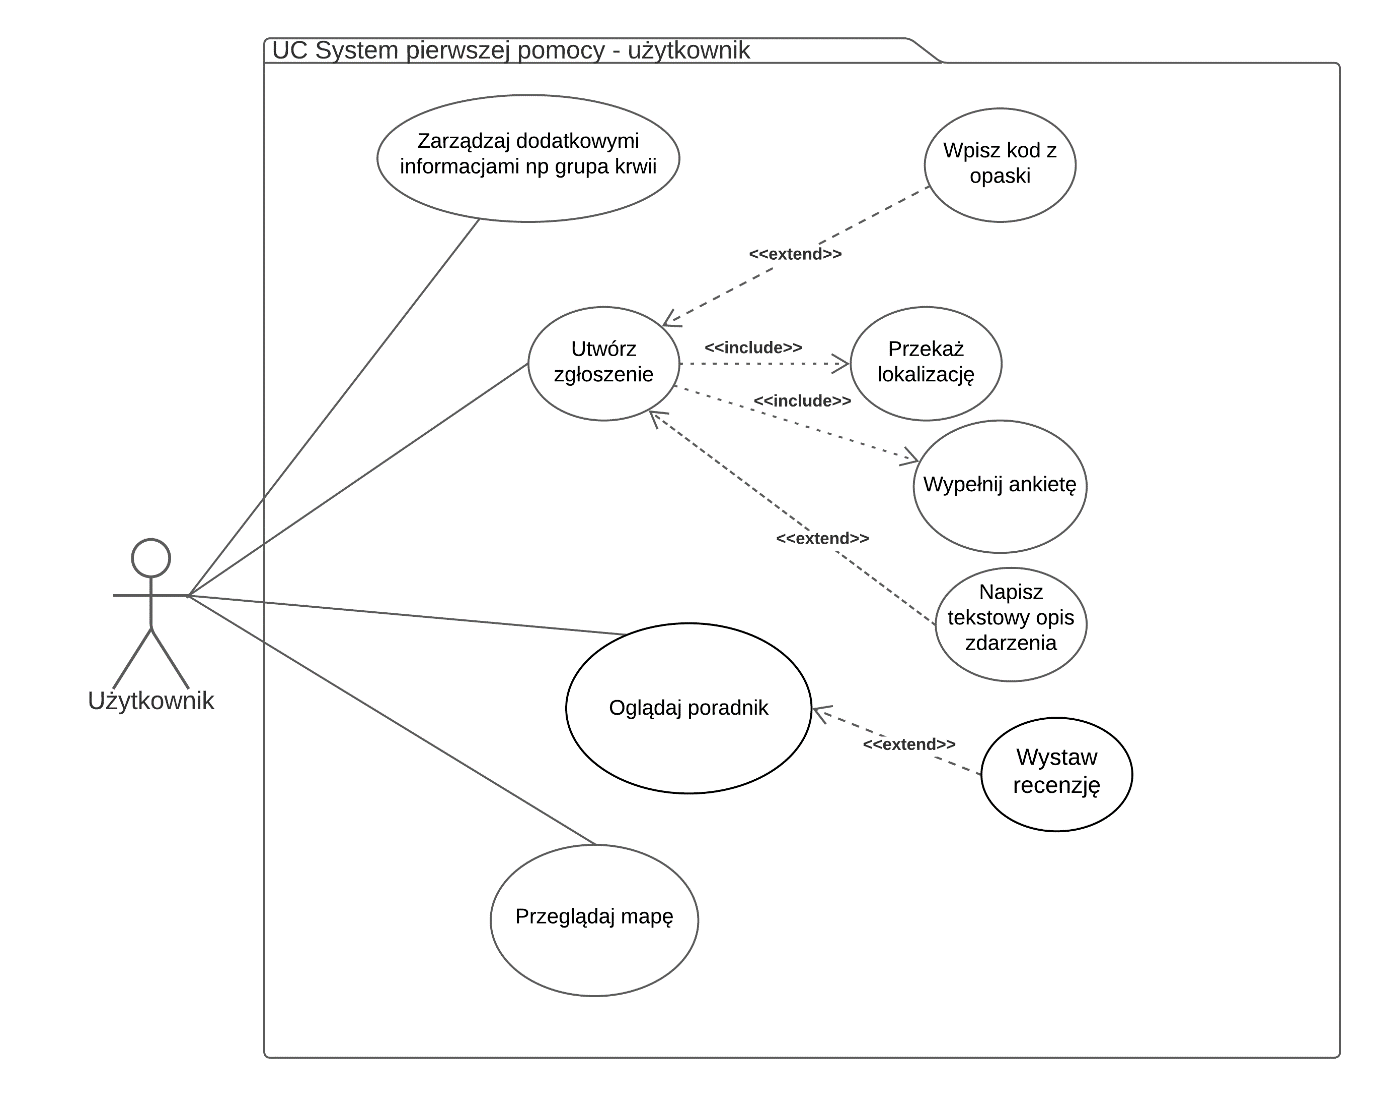 UC System pierwszej pomocy - użytkownik
Zarządzaj dodatkowymi
informacjami np grupa krwii
Wpisz kod z
opaski
<<extend>>
Utwórz
zgłoszenie
<<include>>
Przekaż
lokalizację
<<include>>
Wypełnij ankietę
<<extend>>
Napisz
tekstowy opis
zdarzenia
Użytkownik
Oglądaj poradnik
<<extend>>
Wystaw
recenzję
Przeglądaj mapę